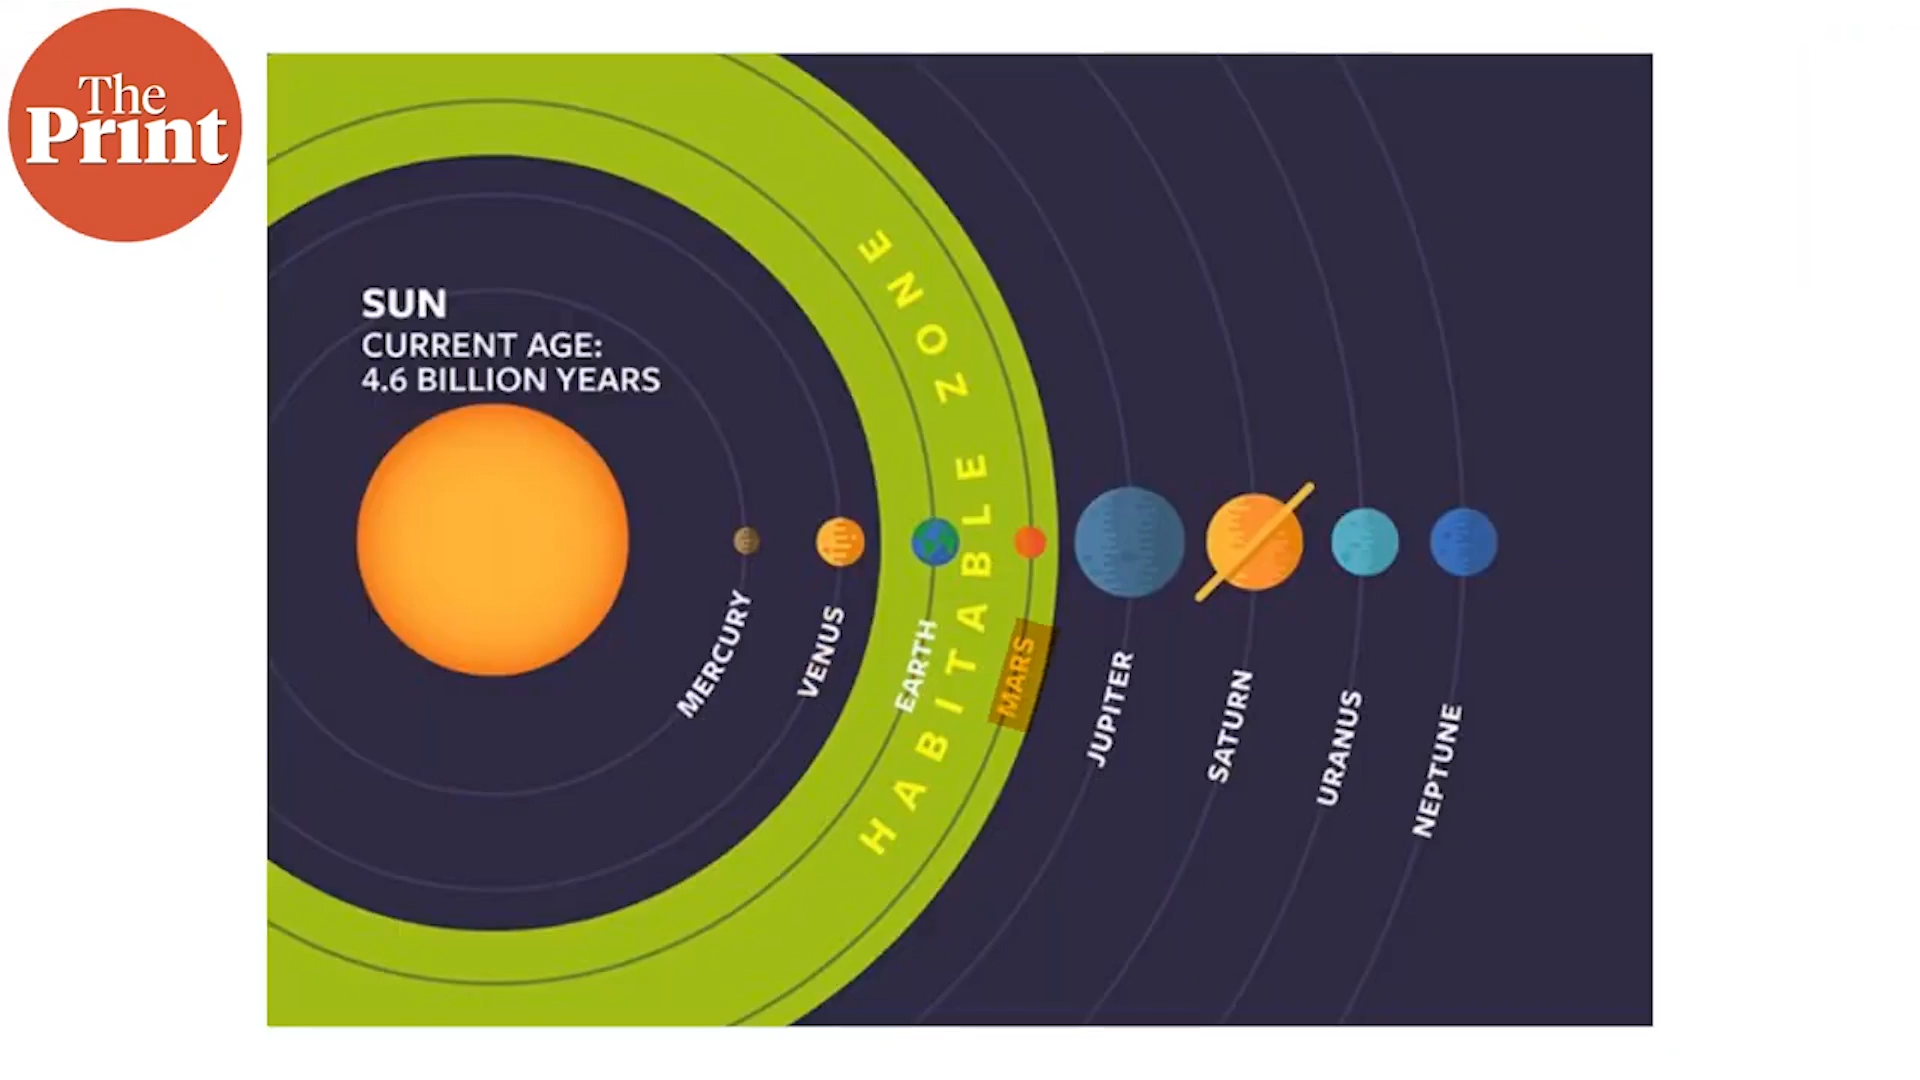 The
Print
SUN
CURRENT AGE:
4.6 BILLION YEARS
HABITABLE ZONE
MERCURY
VENUS
EARTH
MARS
JUPITER
SATURN
URANUS
NEPTUNE